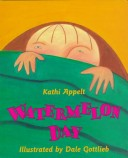 Kathi Appelt
WATERMELON
DAY
Illustrated by Dale Gottlieb